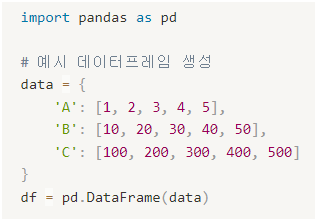 import pandas as pd
# 예시 데이터프레임 생성
data = {
    'A': [1, 2, 3, 4, 5],
    'B': [10, 20, 30, 40, 50],
    'C': [100, 200, 300, 400, 500]
}
df = pd.DataFrame(data)